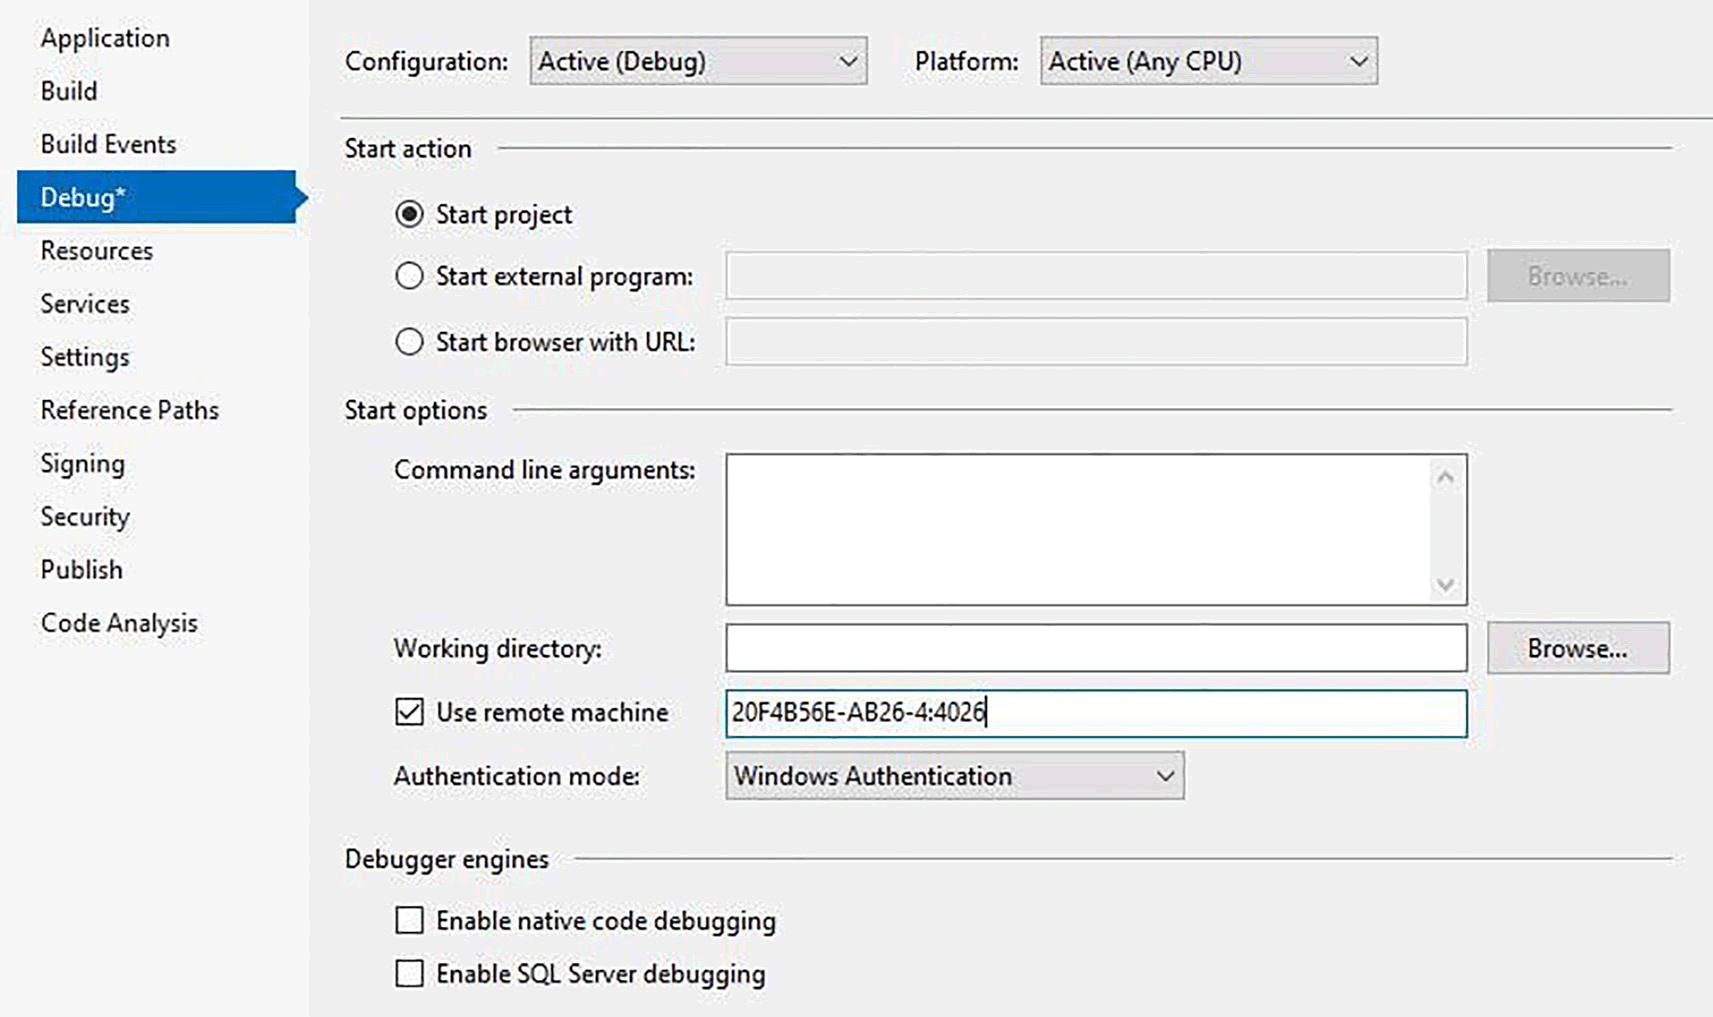 Application
Build
Build Events
Debug*
Resources
Services
Settings
Reference Paths
Signing
Security
Publish
Code Analysis
Configuration: Active (Debug) Platform: Active (Any CPU)
Start action
Start project
Start external program: Browse...
Start browser with URL:
Start options
Command line arguments:
Working directory: Browse...
Use remote machine 20F4B56E-AB26-4:4026
Authentication mode: Windows Authentication
Debugger engines
Enable native code debugging
Enable SQL Server debugging